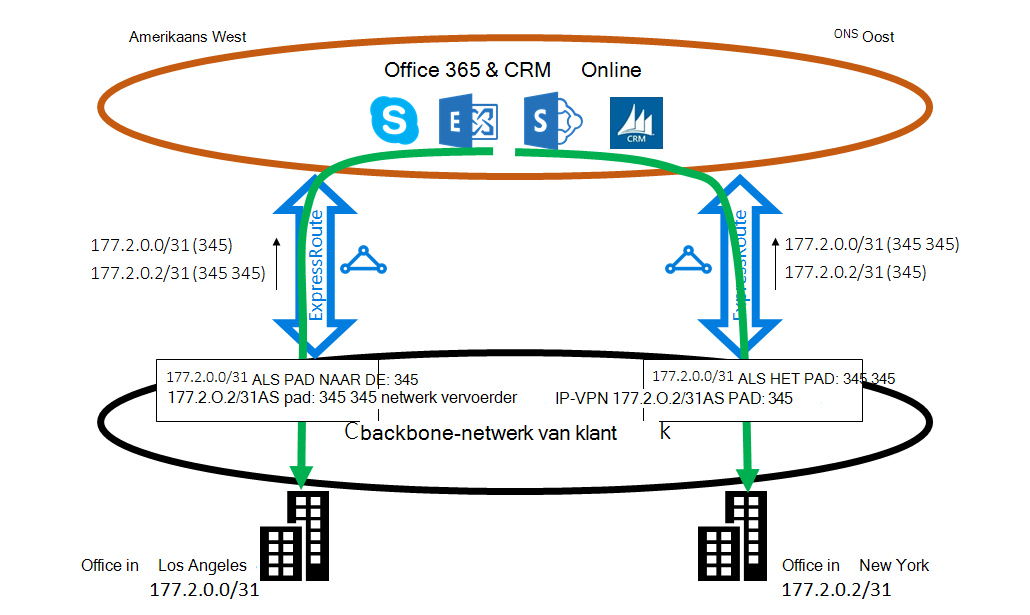 Amerikaans West
ONS Oost
Office 365 & CRM Online
S
E
S
CRM
ExpressRoute
ExpressRoute
177.2.0.0/31 (345)
177.2.0.2/31 (345 345)
177.2.0.0/31 (345 345)
177.2.0.2/31 (345)
177.2.0.0/31 ALS PAD NAAR DE: 345
177.2.O.2/31AS pad: 345 345 netwerk vervoerder
177.2.0.0/31 ALS HET PAD: 345 345
IP-VPN 177.2.O.2/31AS PAD: 345
Cbackbone-netwerk van klant k
Office in Los Angeles
177.2.0.0/31
Office in New York
177.2.0.2/31